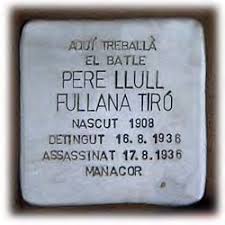 AQUÍ TREBALLÀ
EL BATLE
PERE LLULL
FULLANA TIRÓ
NASCUT 1908
DETINGUT 16.8.1936
ASSASSINAT 17.8.1936
MANACOR